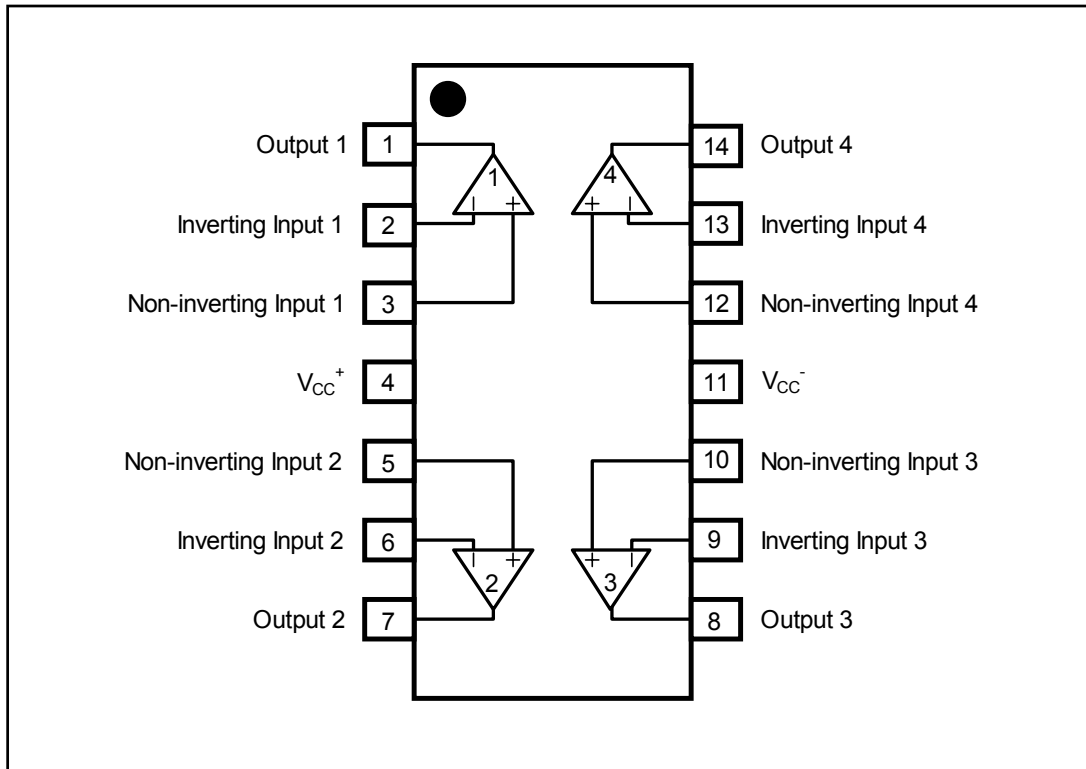 Output 1 1 14 Output 4
1 4
- + + -
Inverting Input 1 2 13 Inverting Input 4
Non-inverting Input 1 3 12 Non-inverting Input 4
VCC+ 4 11 VCC-
Non-inverting Input 2 5 10 Non-inverting Input 3
Inverting Input 2 6 9 Inverting Input 3
- + + -
2 3
Output 2 7 8 Output 3